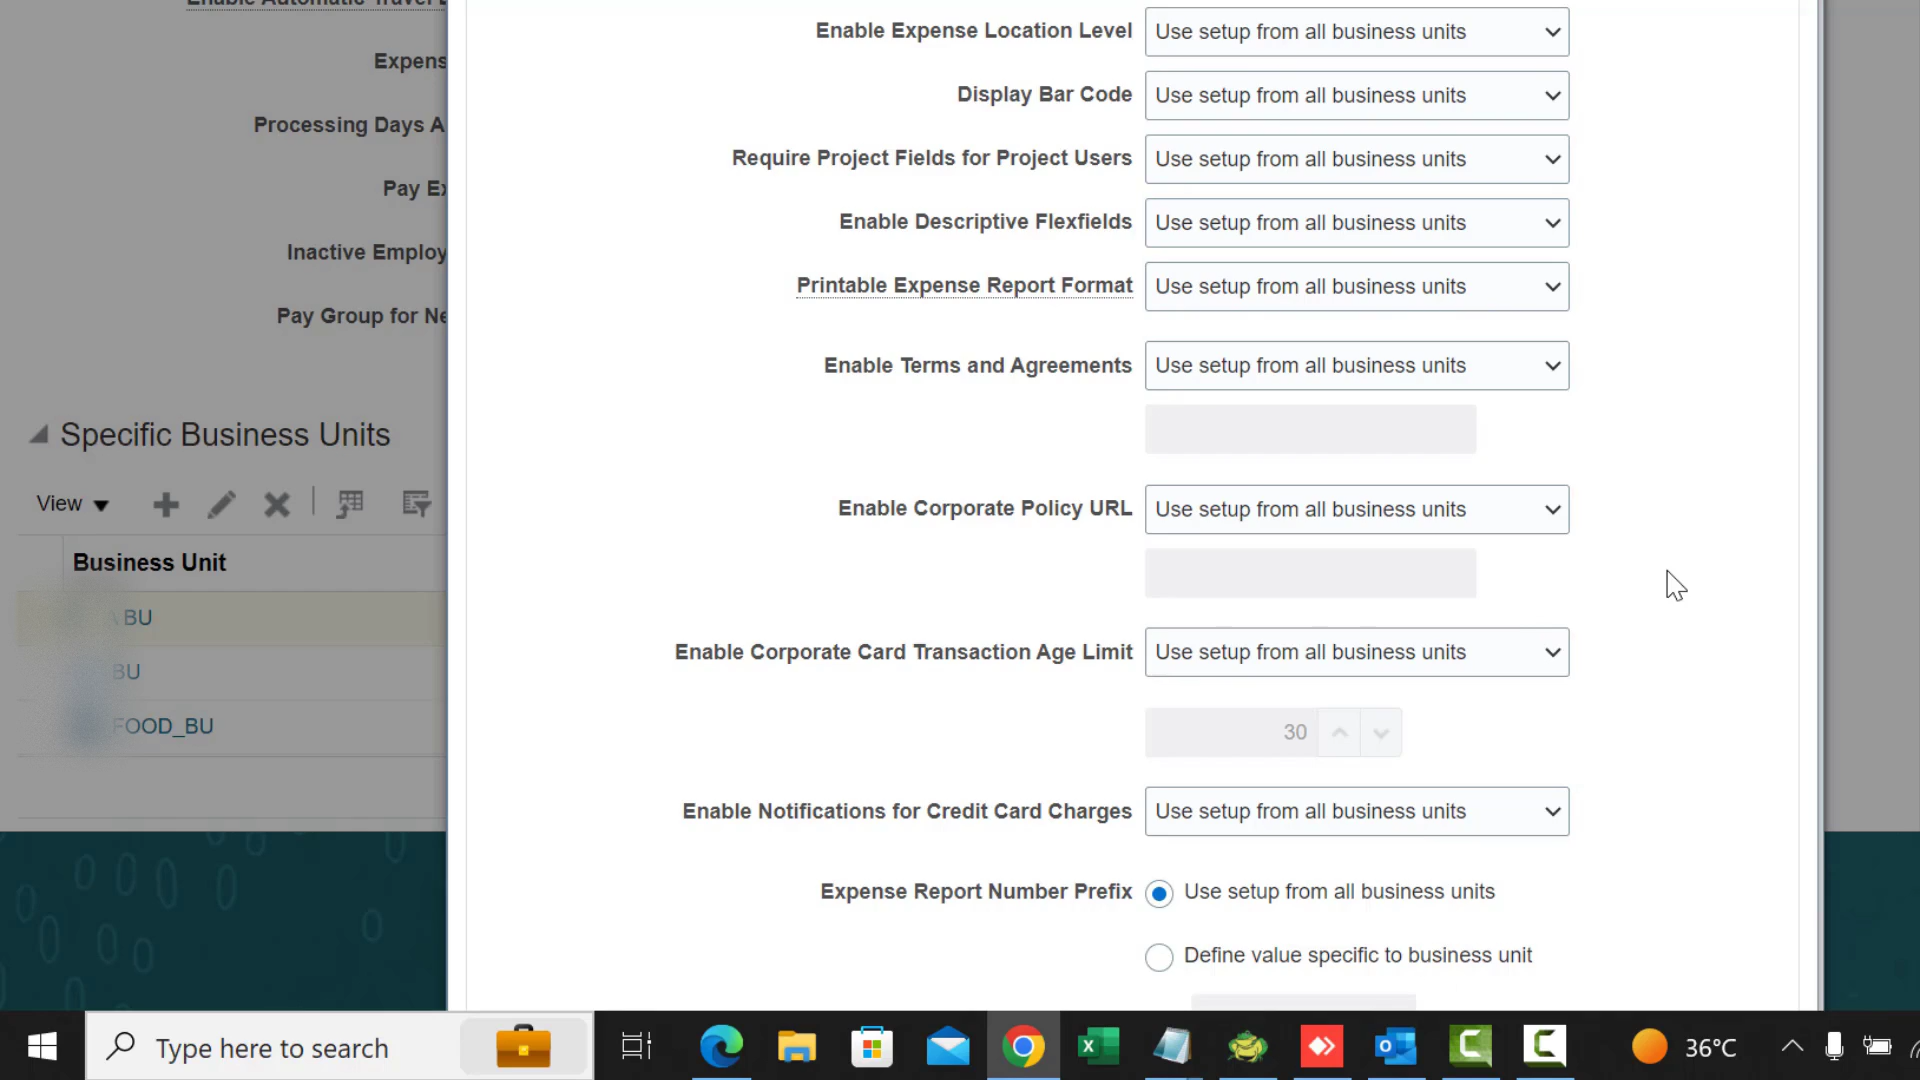 Enable Expense Location Level Use setup from all business units
Expens
Display Bar Code Use setup from all business units
Processing Days A
Require Project Fields for Project Users Use setup from all business units
Pay Ex
Enable Descriptive Flexfields Use setup from all business units
Inactive Employ
Printable Expense Report Format Use setup from all business units
Pay Group for Ne
Enable Terms and Agreements Use setup from all business units
Specific Business Units
View
Enable Corporate Policy URL Use setup from all business units
Business Unit
BU
BU
FOOD_BU
Enable Corporate Card Transaction Age Limit Use setup from all business units
30
Enable Notifications for Credit Card Charges Use setup from all business units
Expense Report Number Prefix Use setup from all business units
Define value specific to business unit
Type here to search
36°C